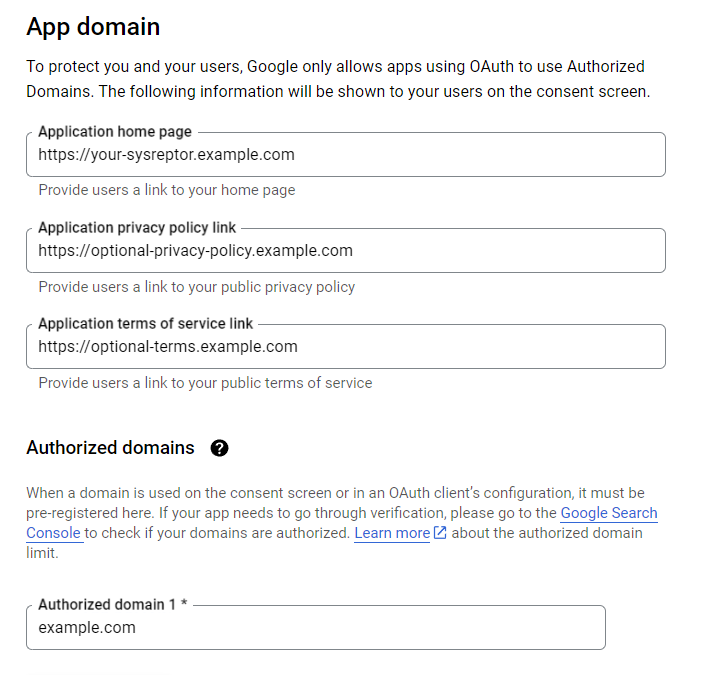 App domain
To protect you and your users, Google only allows apps using OAuth to use Authorized
Domains. The following information will be shown to your users on the consent screen.
Application home page
https://your-sysreptor.example.com
Provide users a link to your home page
Application privacy policy link
https://optional-privacy-policy.example.com
Provide users a link to your public privacy policy
Application terms of service link
https://optional-terms.example.com
Provide users a link to your public terms of service
Authorized domains ?
When a domain is used on the consent screen or in an OAuth client’s configuration, it must be
pre-registered here. If your app needs to go through verification, please go to the Google Search
Console to check if your domains are authorized. Learn more about the authorized domain
limit.
Authorized domain 1 *
example.com